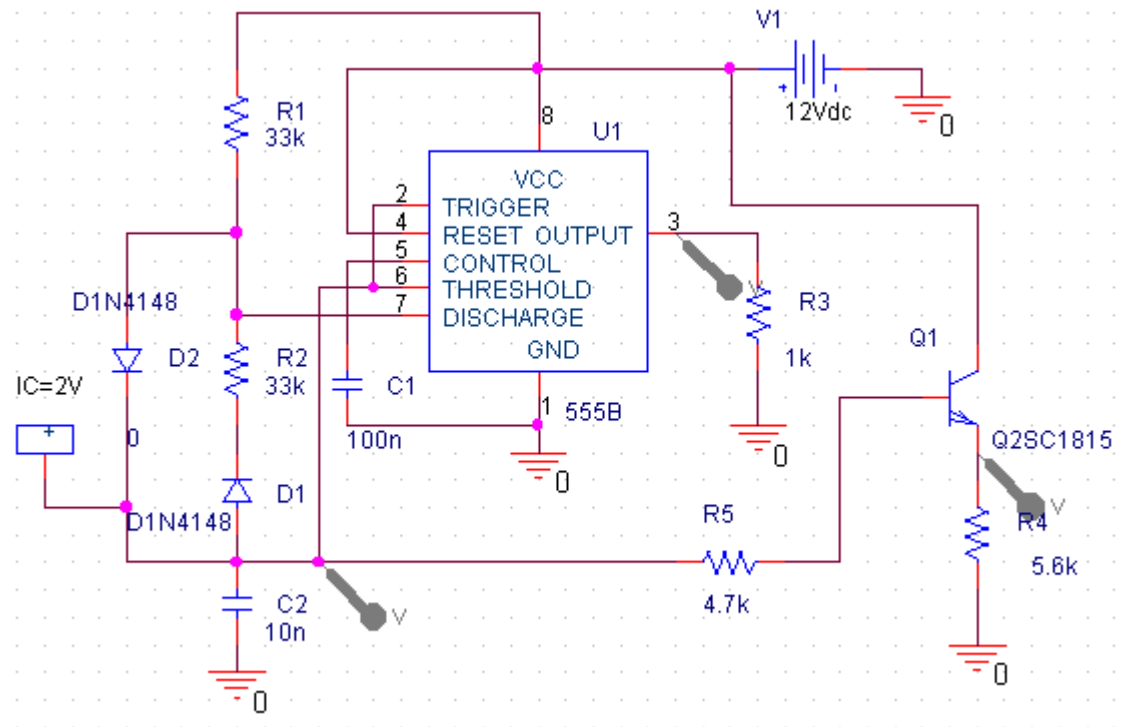 V1
12Vdc
0
R1
33k
8
U1
VCC
2
TRIGGER
4
RESET OUTPUT
3
5
CONTROL
6
THRESHOLD
7
DISCHARGE
GND
1
555B
V
R3
1k
0
Q1
Q2SC1815
D1N4148
D2
R2
33k
C1
100n
IC=2V
+
0
0
D1
D1N4148
R5
4.7k
V
R4
5.6k
0
C2
10n
V
0